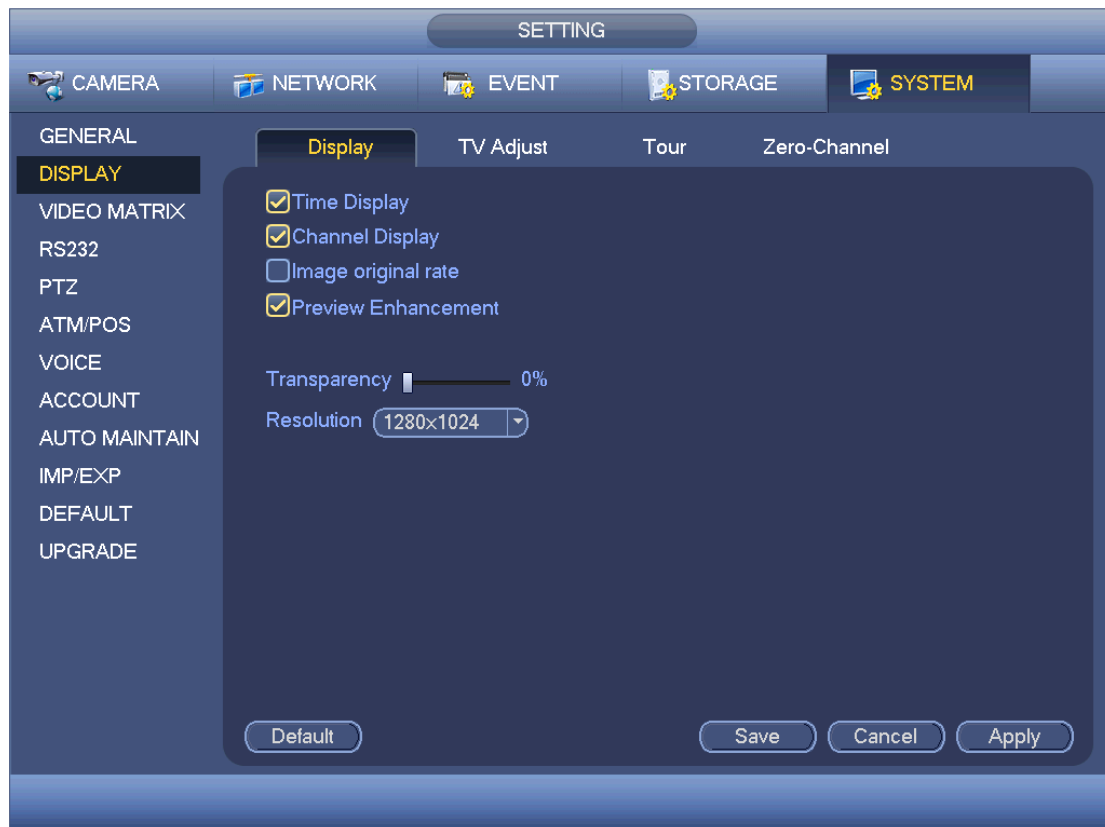 SETTING
CAMERA NETWORK EVENT STORAGE SYSTEM
GENERAL
DISPLAY
VIDEO MATRIX
RS232
PTZ
ATM/POS
VOICE
ACCOUNT
AUTO MAINTAIN
IMP/EXP
DEFAULT
UPGRADE
Display TV Adjust Tour Zero-Channel
Time Display
Channel Display
Image original rate
Preview Enhancement
Transparency 0%
Resolution 1280×1024
Default Save Cancel Apply